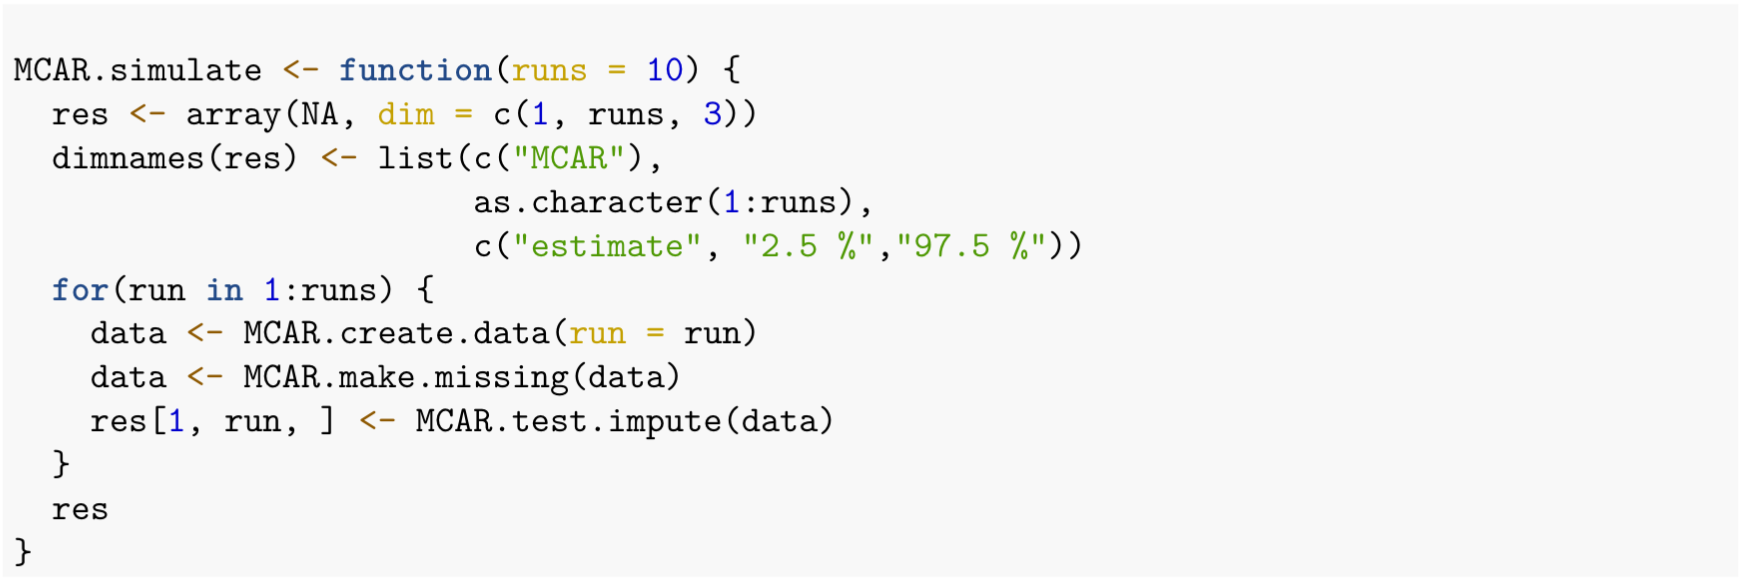 MCAR.simulate <- function(runs = 10) {
  res <- array(NA, dim = c(1, runs, 3))
  dimnames(res) <- list(c("MCAR"),
                        as.character(1:runs),
                        c("estimate", "2.5 %","97.5 %"))
  for(run in 1:runs) {
    data <- MCAR.create.data(run = run)
    data <- MCAR.make.missing(data)
    res[1, run, ] <- MCAR.test.impute(data)
  }
  res
}